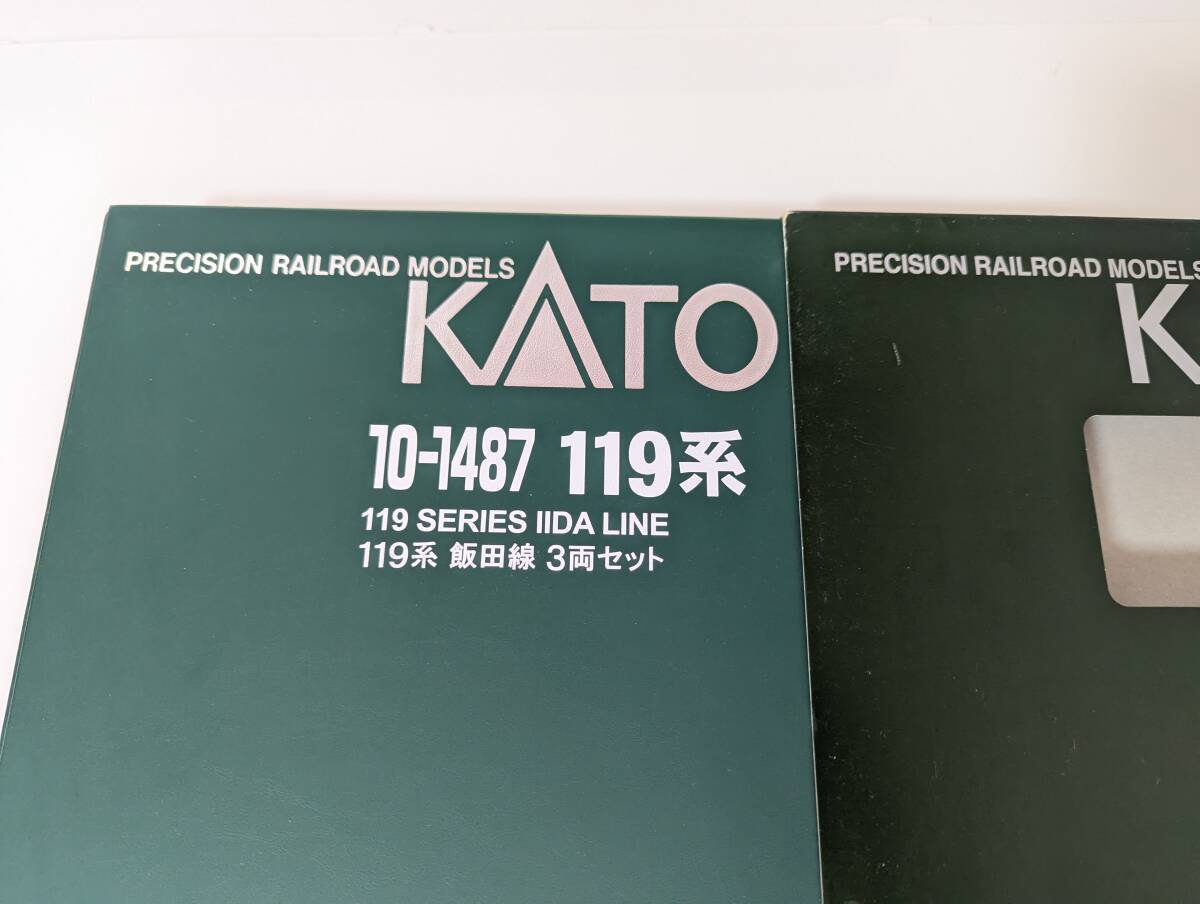 PRECISION RAILROAD MODELS
KATO
10-1487 119系
119 SERIES IIDA LINE
119系 飯田線 3両セット
PRECISION RAILROAD MODELS
K